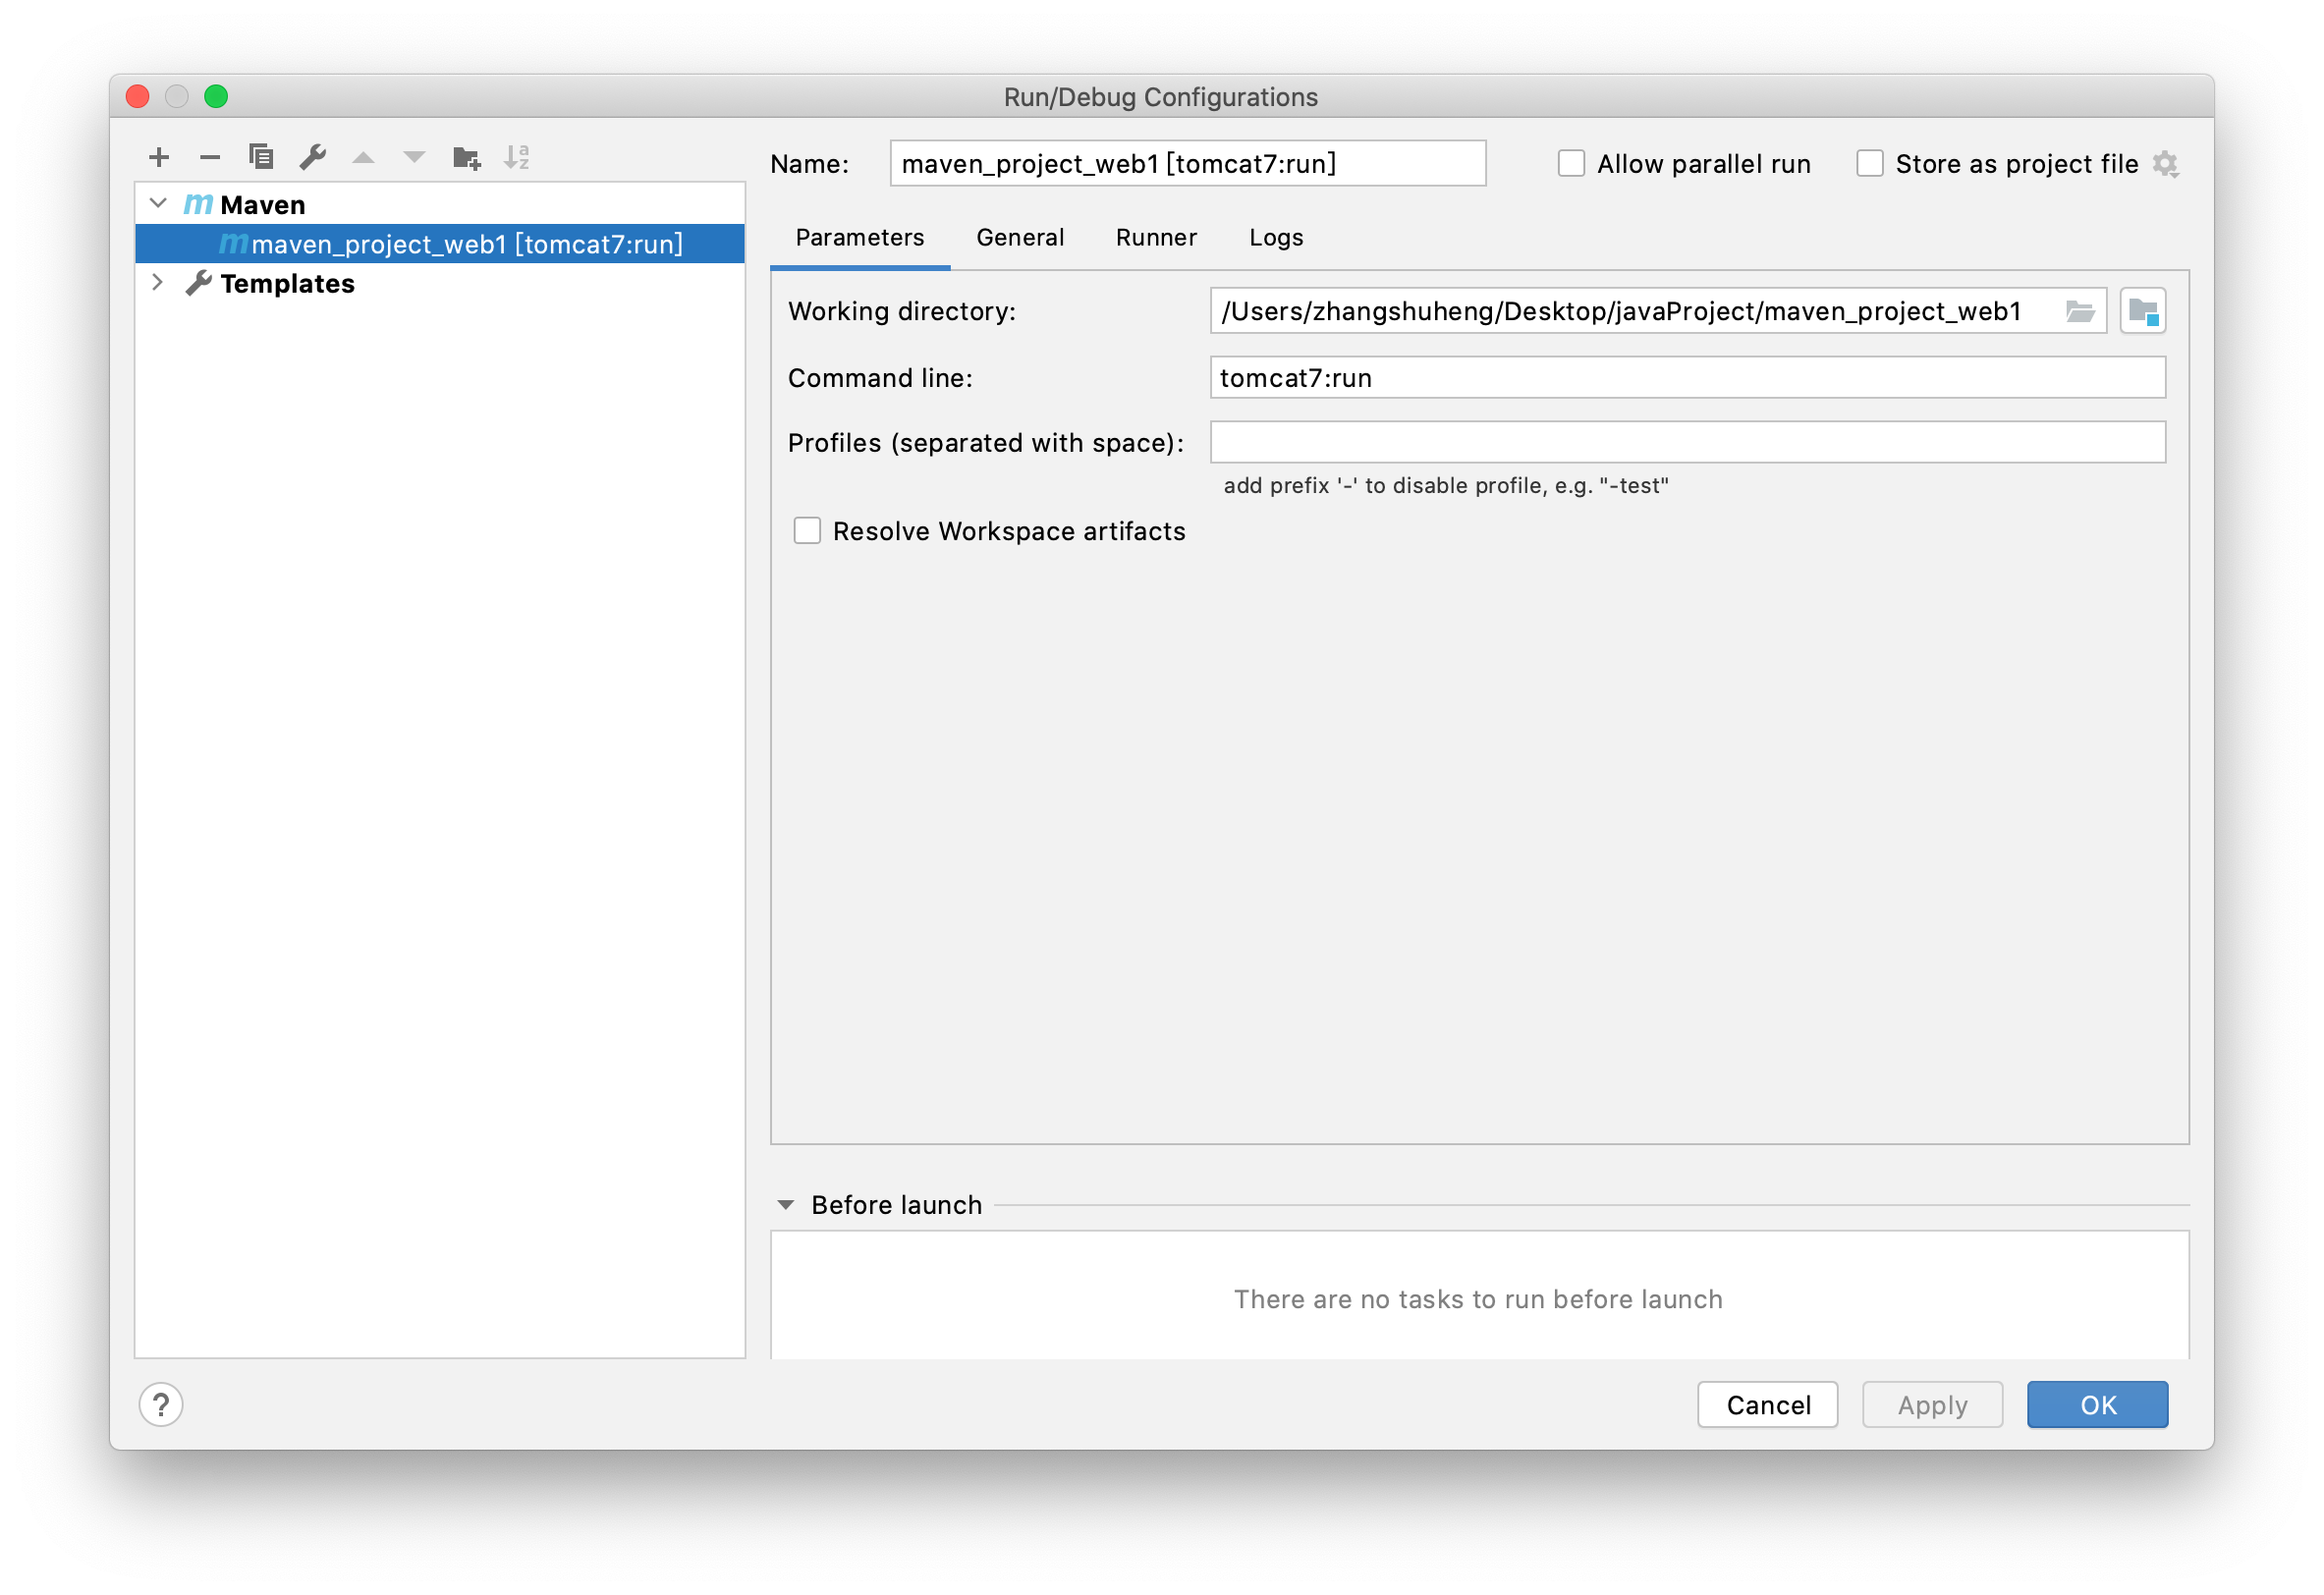 Run/Debug Configurations
Name: maven_project_web1 [tomcat7:run] Allow parallel run Store as project file
m Maven
m maven_project_web1 [tomcat7:run]
Templates
Parameters General Runner Logs
Working directory: /Users/zhangshuheng/Desktop/javaProject/maven_project_web1
Command line: tomcat7:run
Profiles (separated with space):
add prefix '-' to disable profile, e.g. "-test"
Resolve Workspace artifacts
Before launch
There are no tasks to run before launch
? Cancel Apply OK